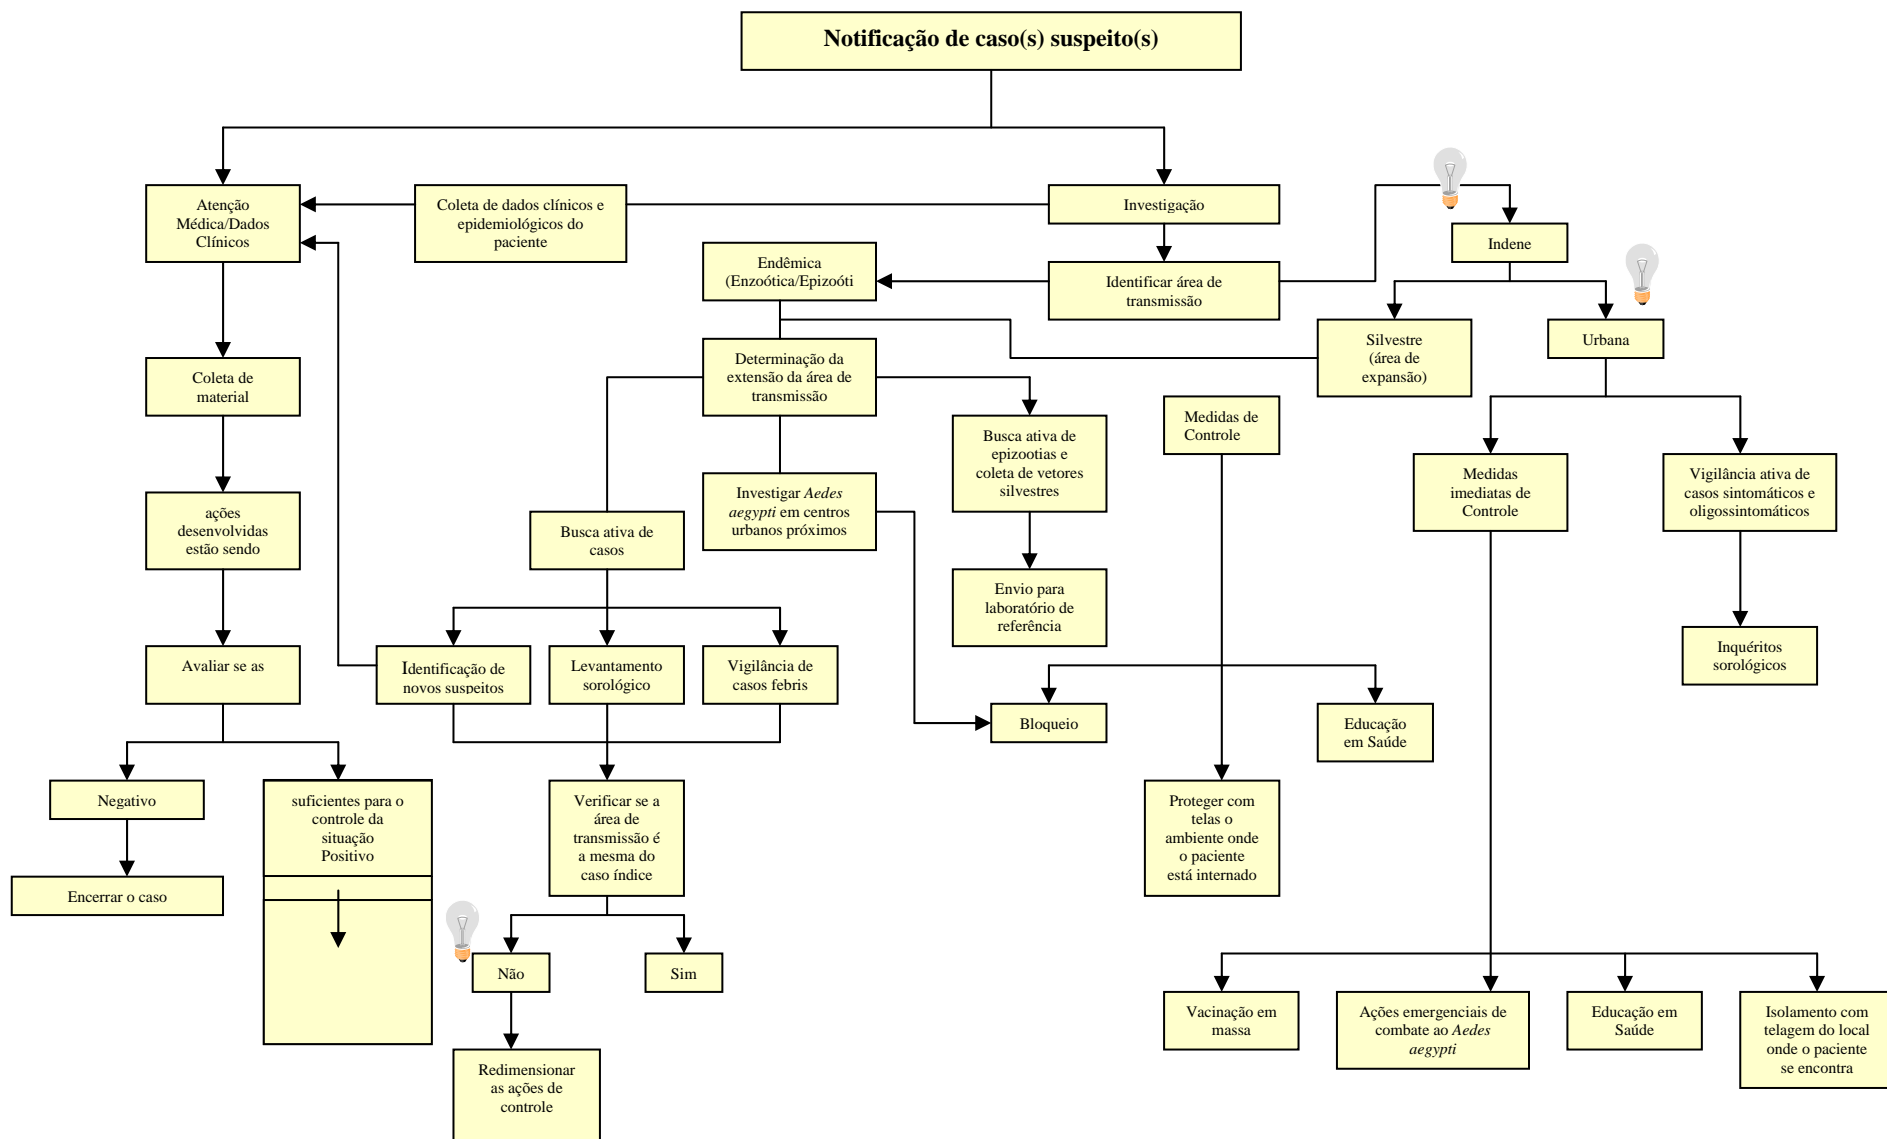 Notificação de caso(s) suspeito(s)
Atenção
Médica/Dados
Clínicos
Coleta de dados clínicos e
epidemiológicos do
paciente
Investigação
Indene
Endêmica
(Enzoótica/Epizoóti
Identificar área de
transmissão
Silvestre
(área de
expansão)
Urbana
Coleta de
material
Determinação da
extensão da área de
transmissão
Medidas de
Controle
Busca ativa de
epizootias e
coleta de vetores
silvestres
Medidas
imediatas de
Controle
Vigilância ativa de
casos sintomáticos e
oligossintomáticos
ações
desenvolvidas
estão sendo
Busca ativa de
casos
Investigar Aedes
aegypti em centros
urbanos próximos
Envio para
laboratório de
referência
Inquéritos
sorológicos
Avaliar se as
Identificação de
novos suspeitos
Levantamento
sorológico
Vigilância de
casos febris
Bloqueio
Educação
em Saúde
Negativo
suficientes para o
controle da
situação
Positivo
Verificar se a
área de
transmissão é
a mesma do
caso índice
Proteger com
telas o
ambiente onde
o paciente
está internado
Encerrar o caso
Não
Sim
Vacinação em
massa
Ações emergenciais de
combate ao Aedes
aegypti
Educação em
Saúde
Isolamento com
telagem do local
onde o paciente
se encontra
Redimensionar
as ações de
controle